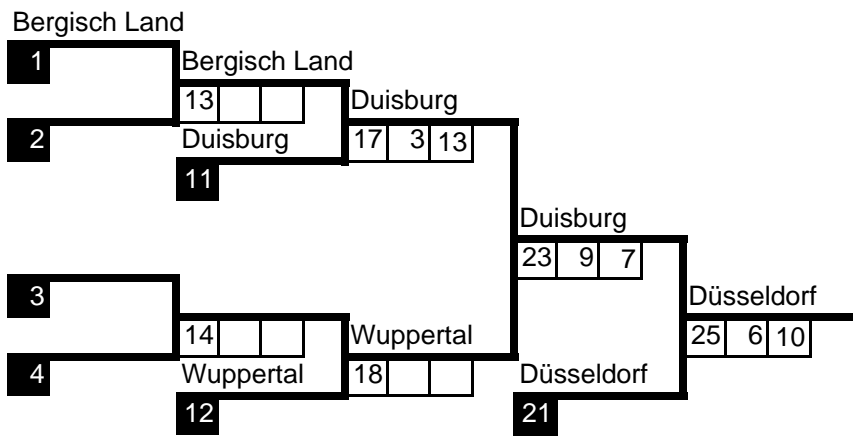 Bergisch Land
1
Bergisch Land
13
Duisburg
2
Duisburg
17 3 13
11
Duisburg
23 9 7
3
Düsseldorf
14
Wuppertal
25 6 10
4
Wuppertal
18
Düsseldorf
12
21